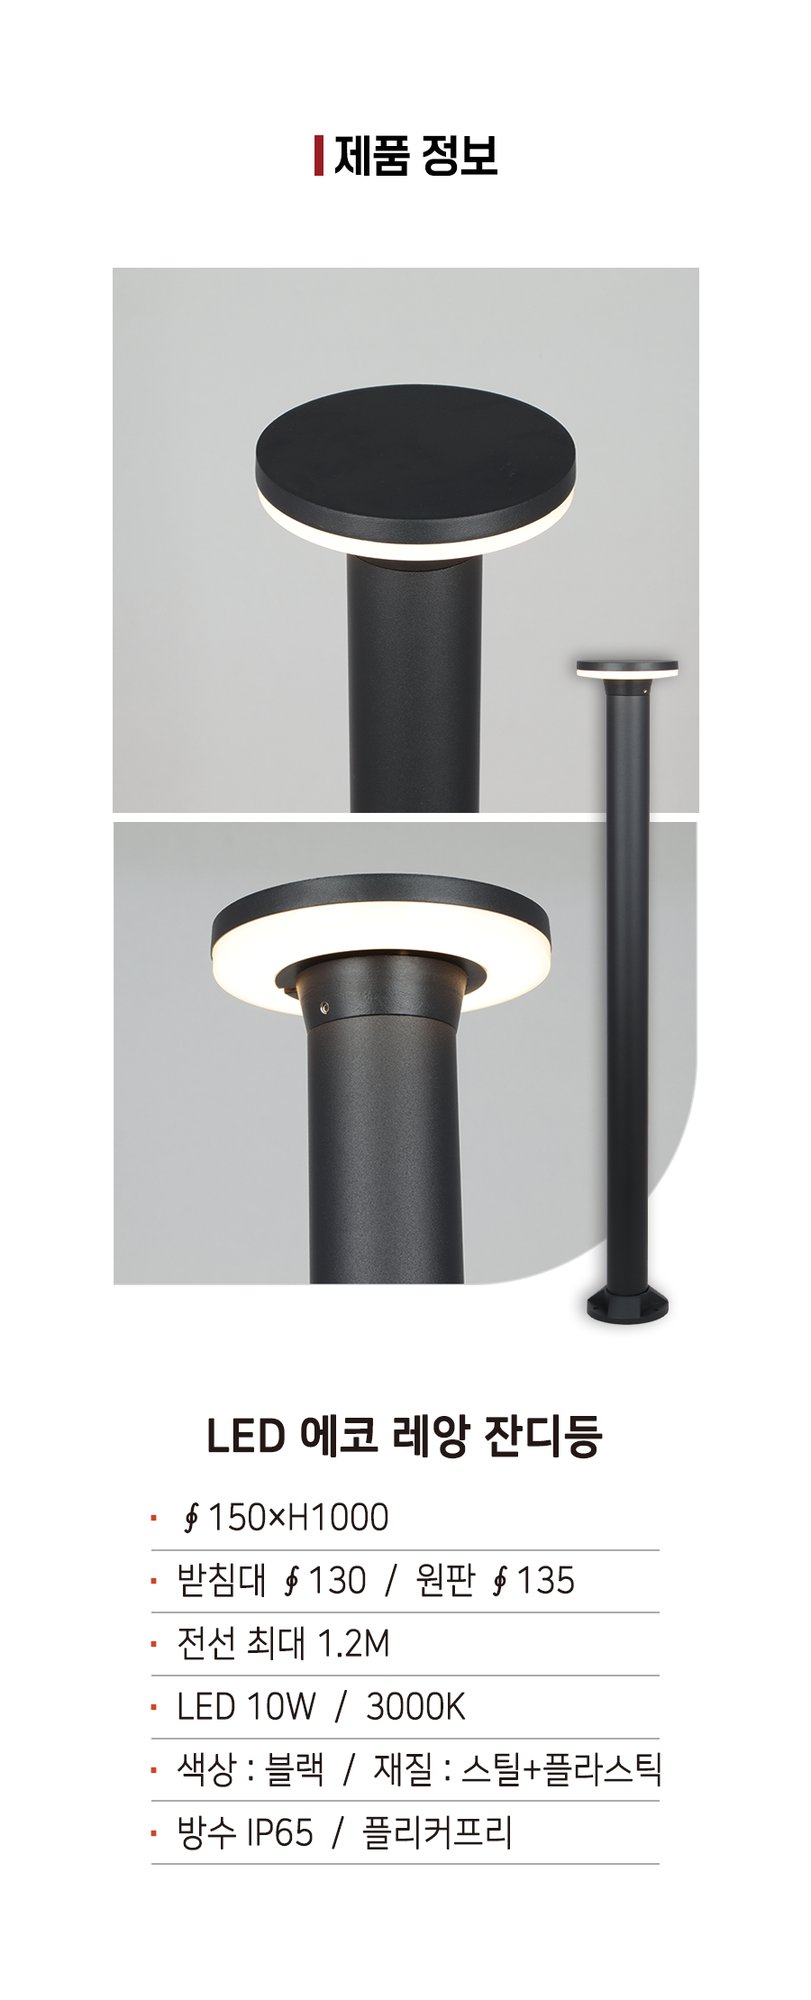 제품 정보
LED 에코 레앙 잔디등
∮150×H1000
받침대 ∮130 / 원판 ∮135
전선 최대 1.2M
LED 10W / 3000K
색상 : 블랙 / 재질 : 스틸+플라스틱
방수 IP65 / 플리커프리